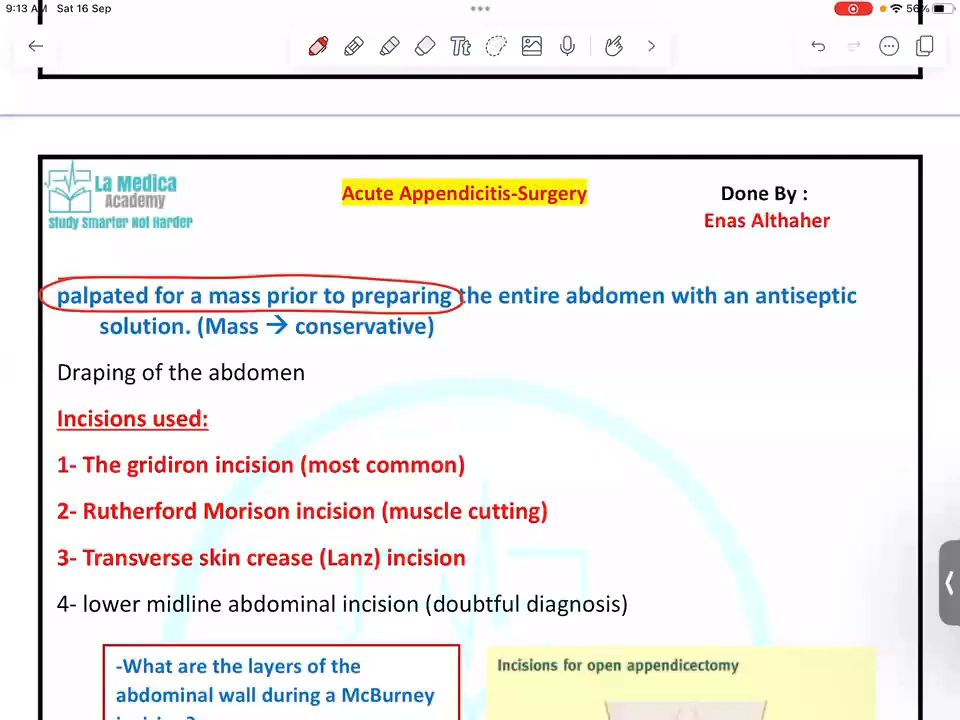 9:13 AM Sat 16 Sep
56%
Tt
La Medica
Academy
Study Smarter Not Harder
Acute Appendicitis-Surgery
Done By :
Enas Althaher
palpated for a mass prior to preparing the entire abdomen with an antiseptic
solution. (Mass → conservative)
Draping of the abdomen
Incisions used:
1- The gridiron incision (most common)
2- Rutherford Morison incision (muscle cutting)
3- Transverse skin crease (Lanz) incision
4- lower midline abdominal incision (doubtful diagnosis)
-What are the layers of the
abdominal wall during a McBurney
Incisions for open appendicectomy